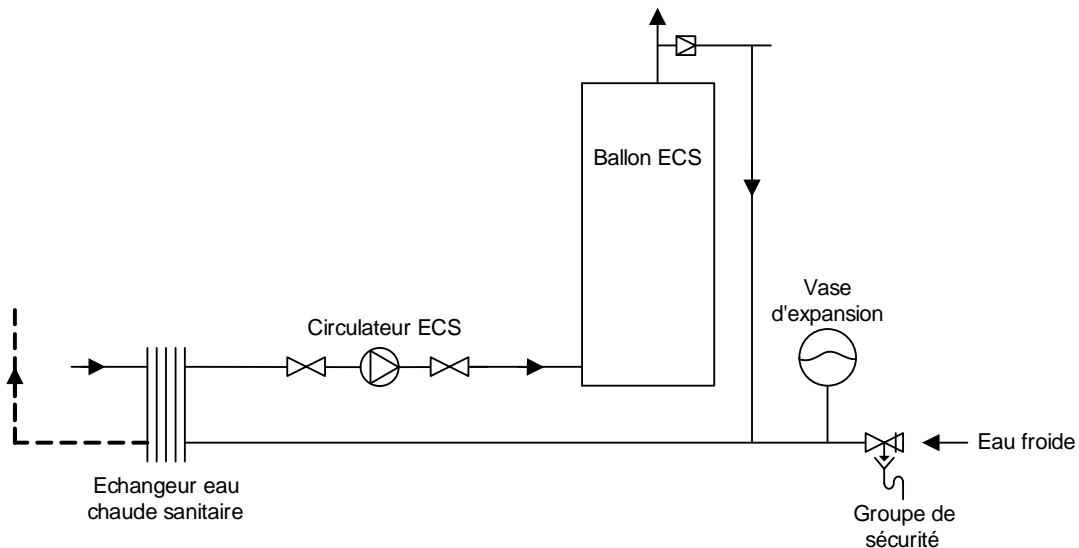 Ballon ECS
Vase
d'expansion
Circulateur ECS
Eau froide
Echangeur eau
chaude sanitaire
Groupe de
sécurité